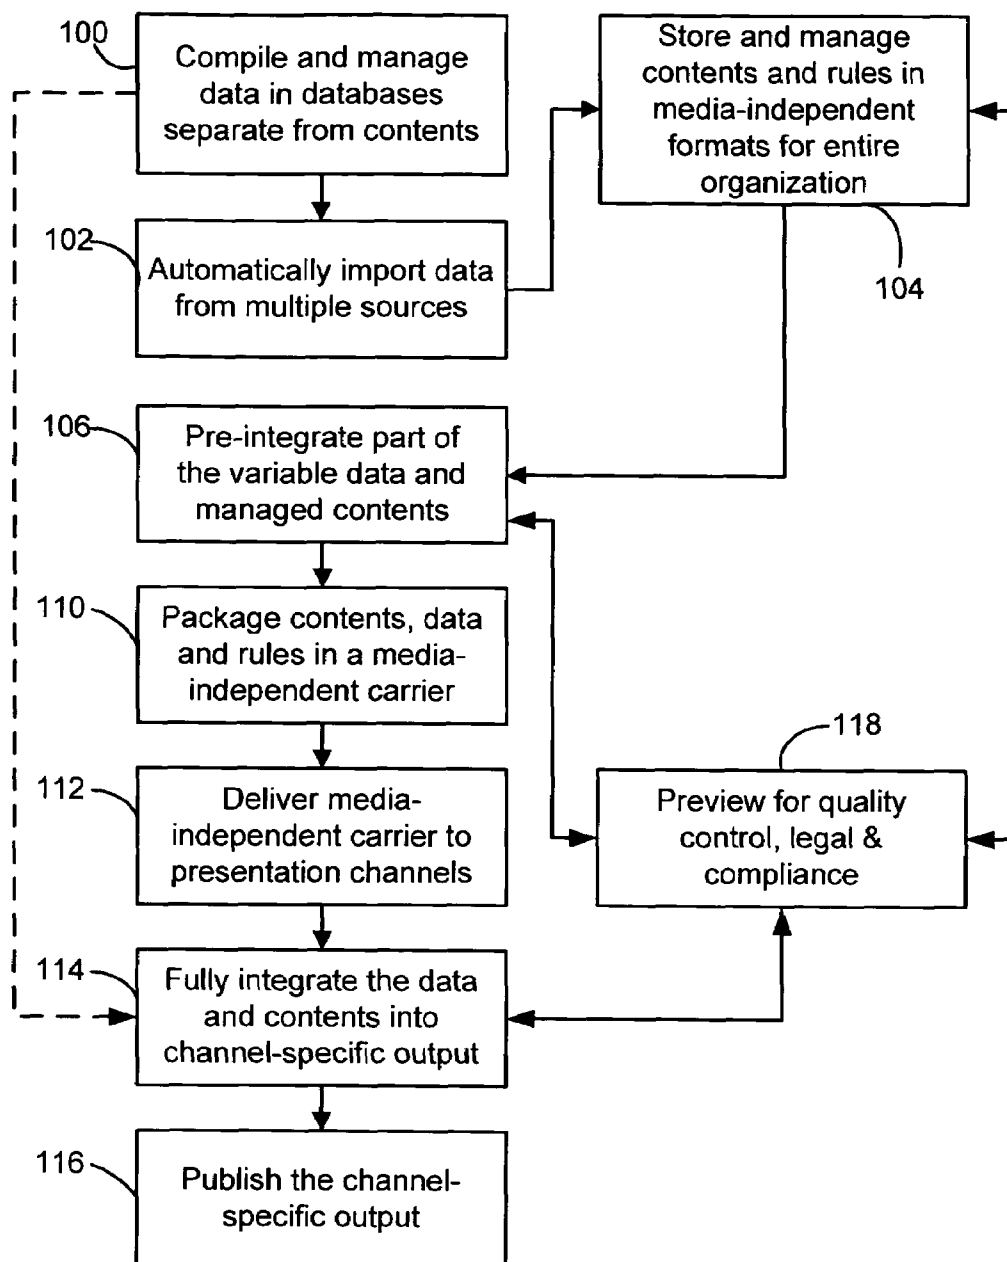 100
Compile and manage
data in databases
separate from contents
Store and manage
contents and rules in
media-independent
formats for entire
organization
104
102
Automatically import data
from multiple sources
106
Pre-integrate part of
the variable data and
managed contents
110
Package contents, data
and rules in a media-
independent carrier
118
Preview for quality
control, legal &
compliance
112
Deliver media-
independent carrier to
presentation channels
114
Fully integrate the data
and contents into
channel-specific output
116
Publish the channel-
specific output